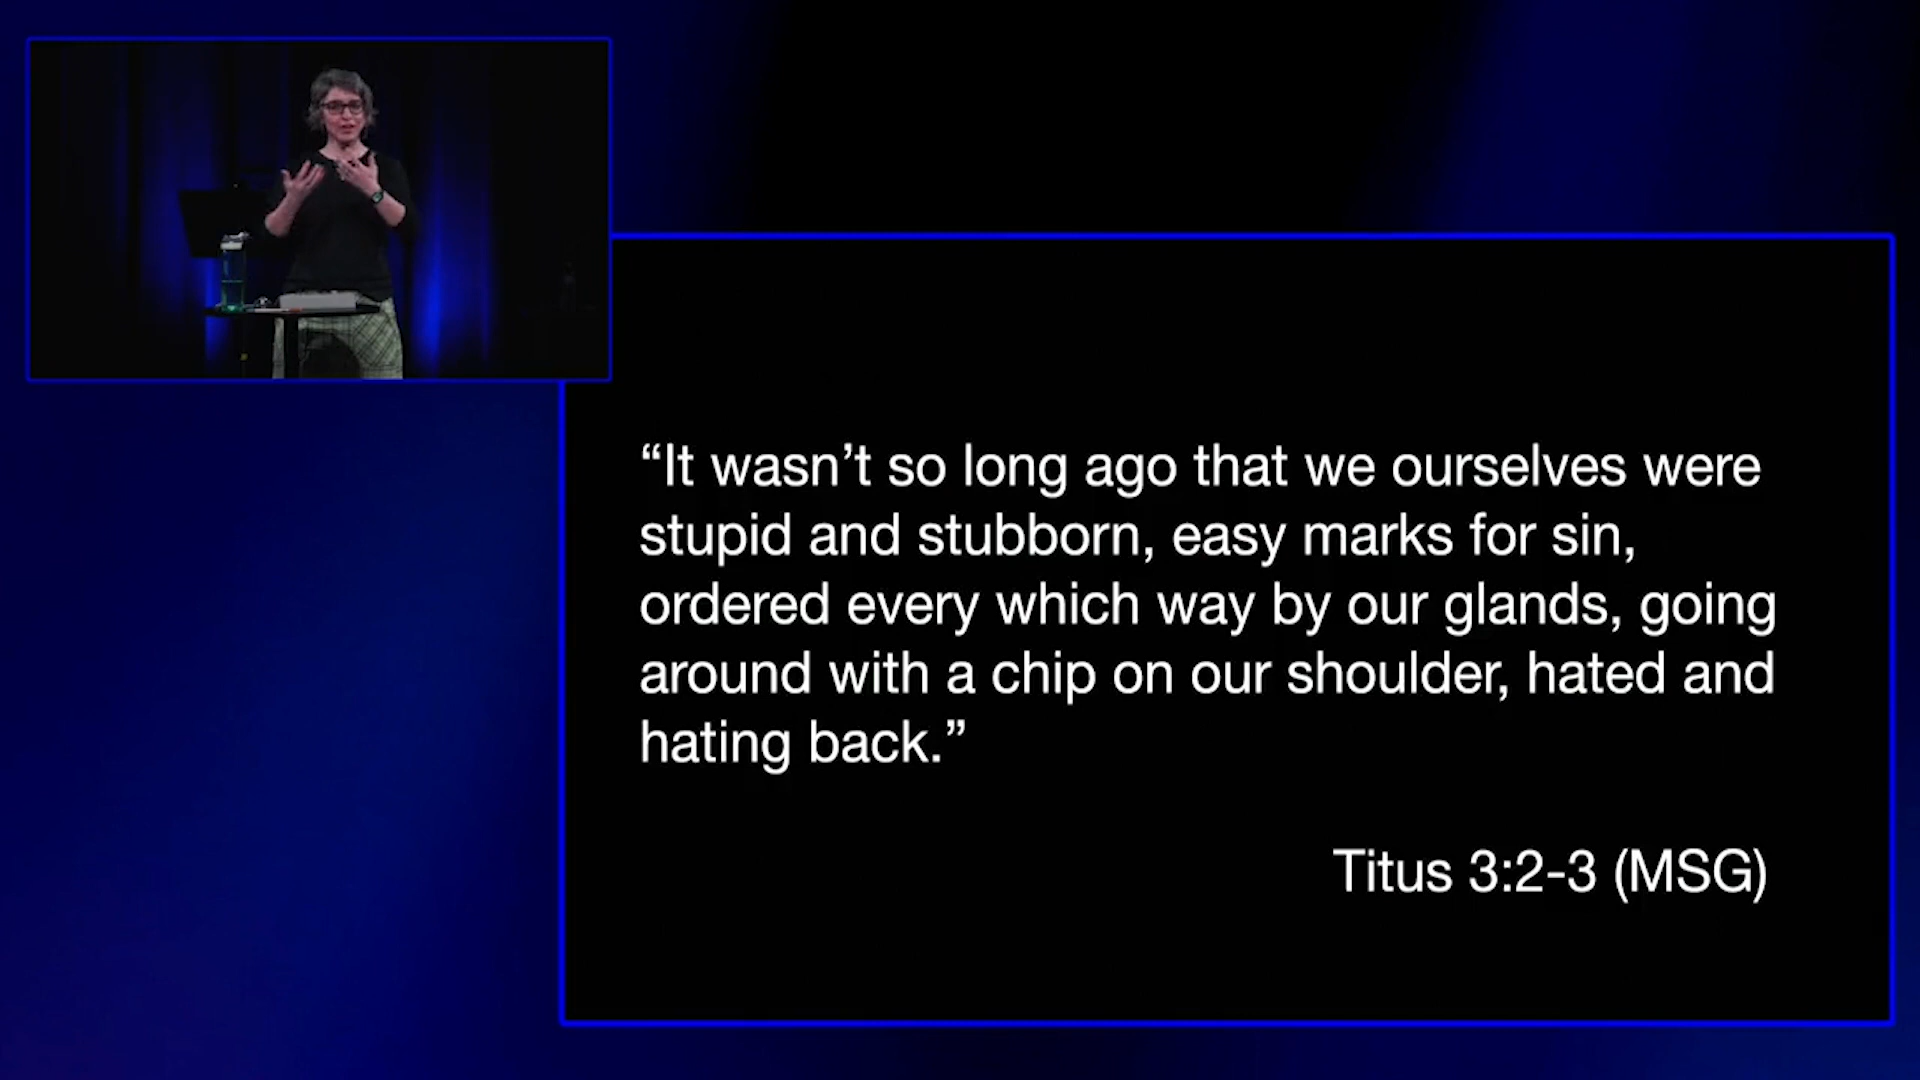 “It wasn’t so long ago that we ourselves were
stupid and stubborn, easy marks for sin,
ordered every which way by our glands, going
around with a chip on our shoulder, hated and
hating back.”
Titus 3:2-3 (MSG)